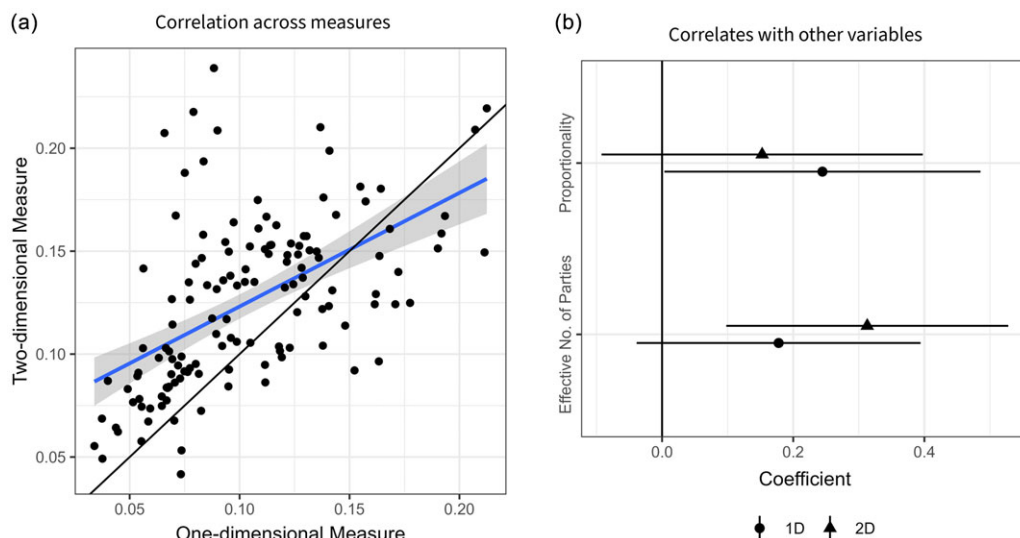 (a)
Correlation across measures
Two-dimensional Measure
0.20
0.15
0.10
0.05
0.05 0.10 0.15 0.20
One-dimensional Measure
(b)
Correlates with other variables
Proportionality
Effective No. of Parties
0.0 0.2 0.4
Coefficient
1D 2D